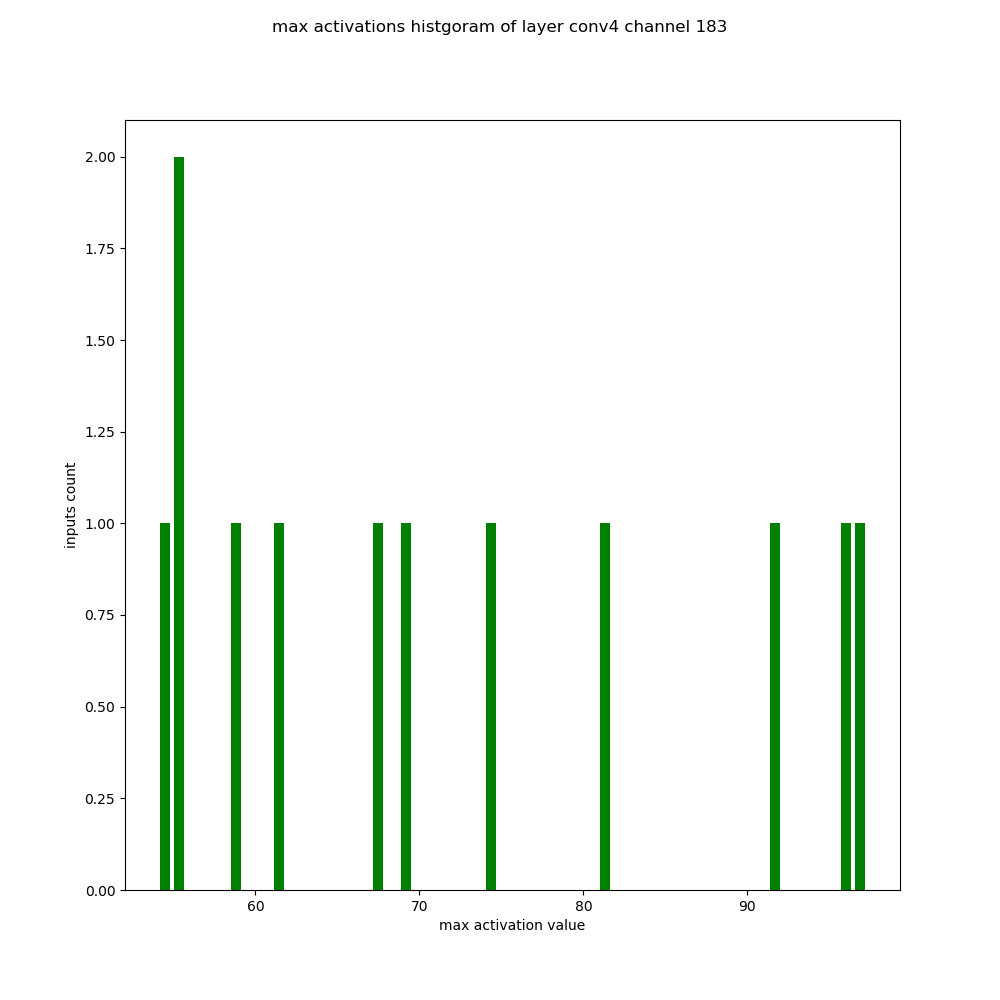 max activations histgoram of layer conv4 channel 183
2.00
1.75
1.50
1.25
1.00
0.75
0.50
0.25
0.00
inputs count
60 70 80 90
max activation value